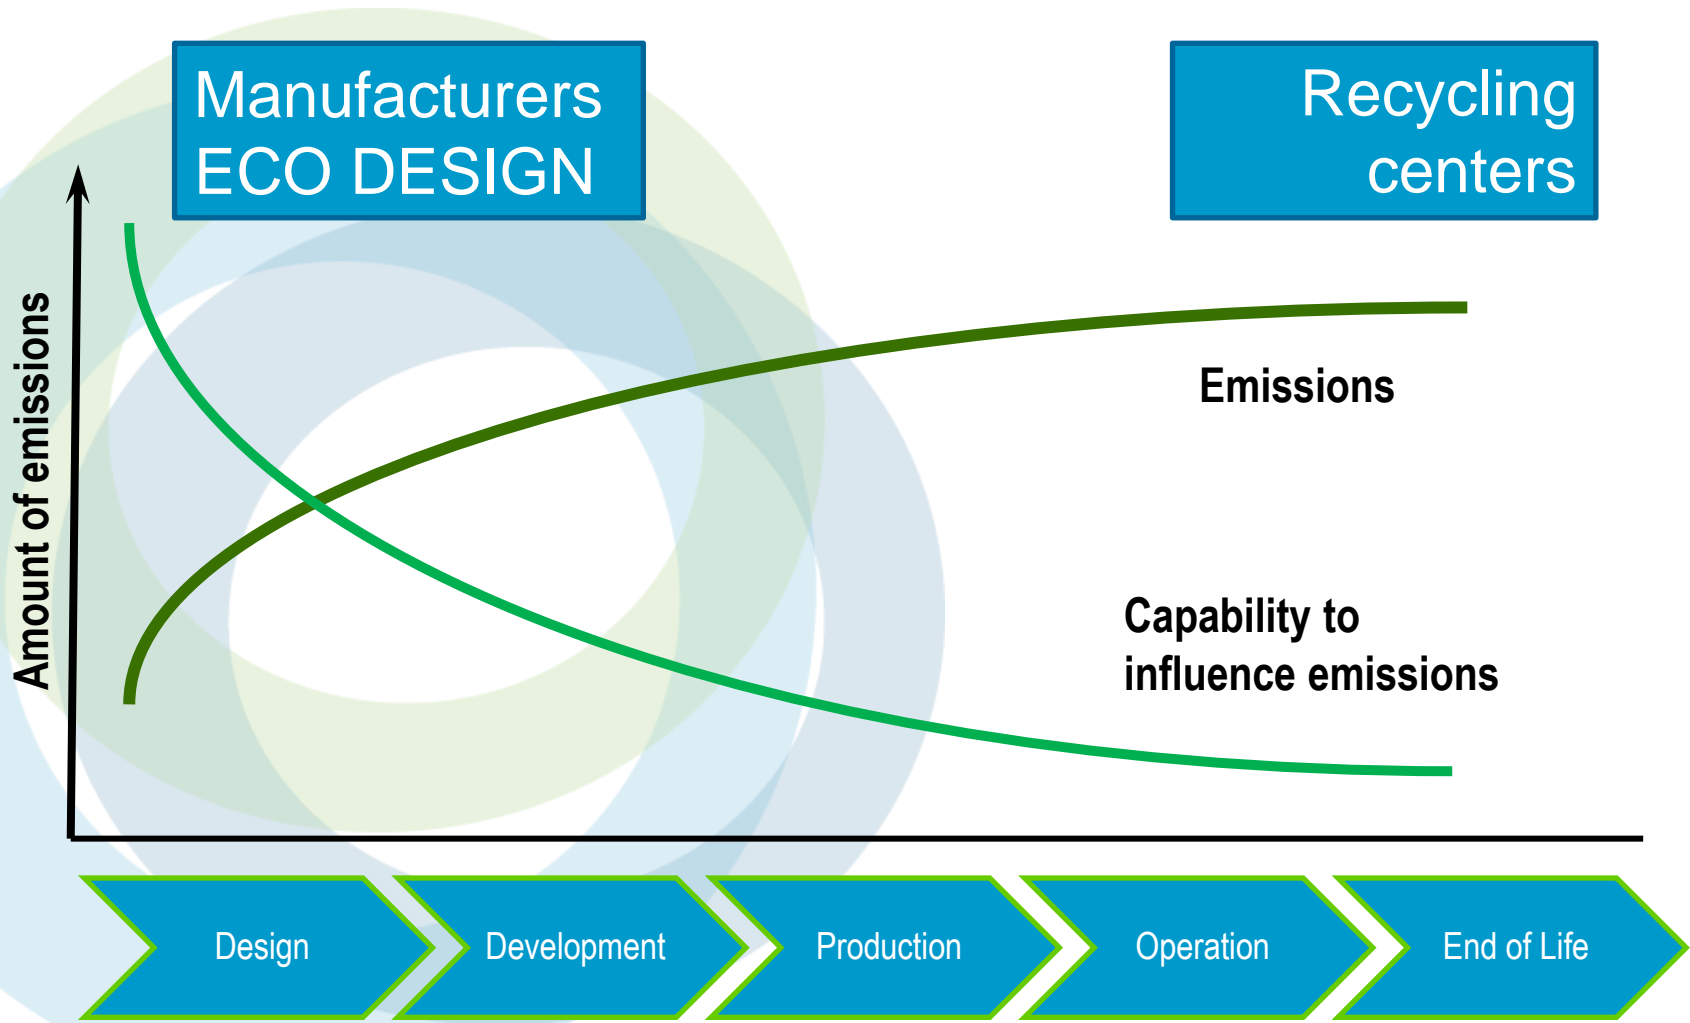 Manufacturers
ECO DESIGN
Recycling
centers
Amount of emissions
Emissions
Capability to
influence emissions
Design
Development
Production
Operation
End of Life